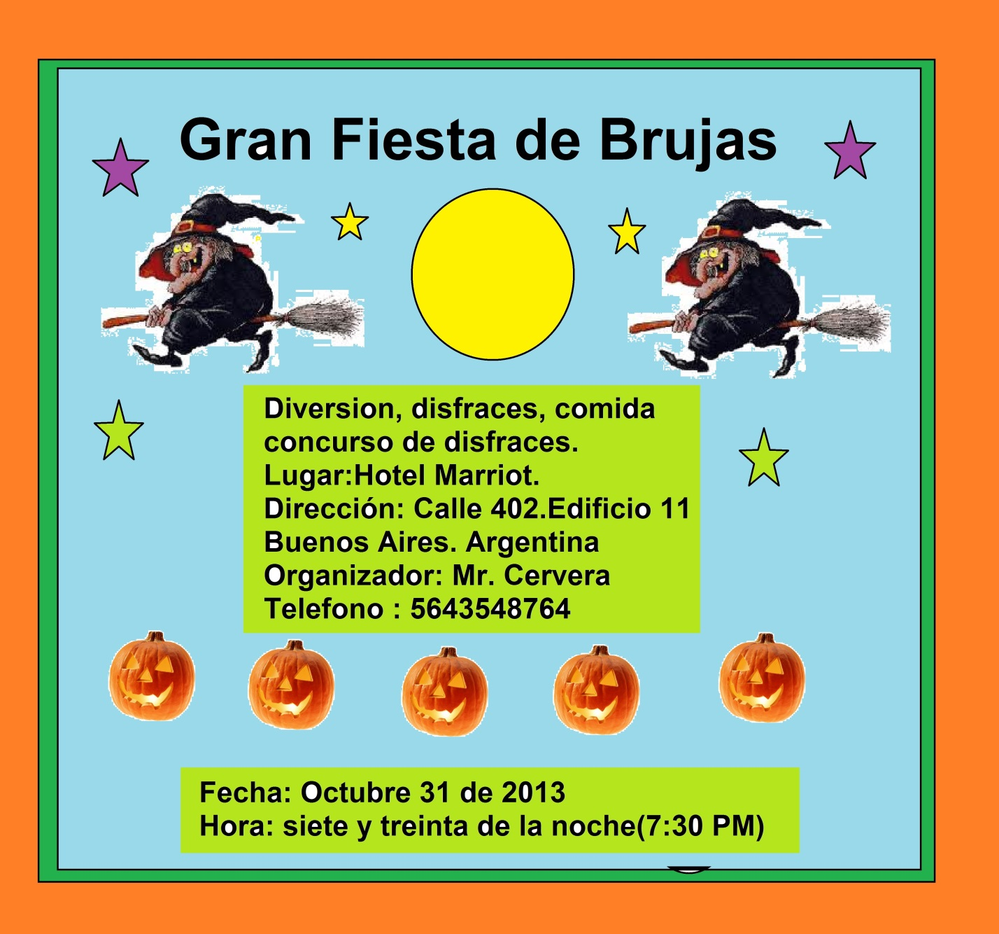 Gran Fiesta de Brujas
Diversion, disfraces, comida
concurso de disfraces.
Lugar:Hotel Marriot.
Dirección: Calle 402.Edificio 11
Buenos Aires. Argentina
Organizador: Mr. Cervera
Telefono : 5643548764
Fecha: Octubre 31 de 2013
Hora: siete y treinta de la noche(7:30 PM)